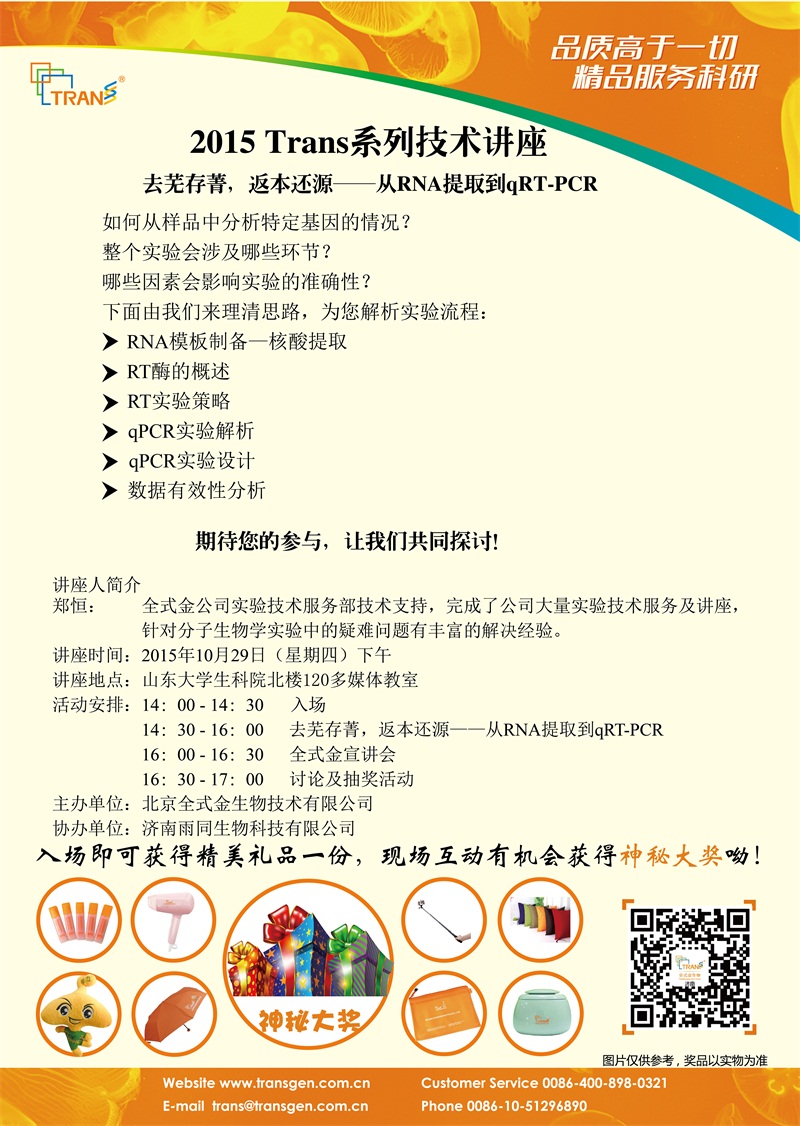 品质高于一切
精品服务科研
TRANS®
2015 Trans系列技术讲座
去芜存菁，返本还源——从RNA提取到qRT-PCR
如何从样品中分析特定基因的情况？
整个实验会涉及哪些环节？
哪些因素会影响实验的准确性？
下面由我们来理清思路，为您解析实验流程：
➤ RNA模板制备—核酸提取
➤ RT酶的概述
➤ RT实验策略
➤ qPCR实验解析
➤ qPCR实验设计
➤ 数据有效性分析
期待您的参与，让我们共同探讨!
讲座人简介
郑恒： 全式金公司实验技术服务部技术支持，完成了公司大量实验技术服务及讲座，
针对分子生物学实验中的疑难问题有丰富的解决经验。
讲座时间：2015年10月29日（星期四）下午
讲座地点：山东大学生科院北楼120多媒体教室
活动安排：14：00 - 14：30 入场
14：30 - 16：00 去芜存菁，返本还源——从RNA提取到qRT-PCR
16：00 - 16：30 全式金宣讲会
16：30 - 17：00 讨论及抽奖活动
主办单位：北京全式金生物技术有限公司
协办单位：济南雨同生物科技有限公司
入场即可获得精美礼品一份，现场互动有机会获得神秘大奖呦！
神秘大奖
TRANS
图片仅供参考，奖品以实物为准
Website www.transgen.com.cn
Customer Service 0086-400-898-0321
E-mail trans@transgen.com.cn
Phone 0086-10-51296890